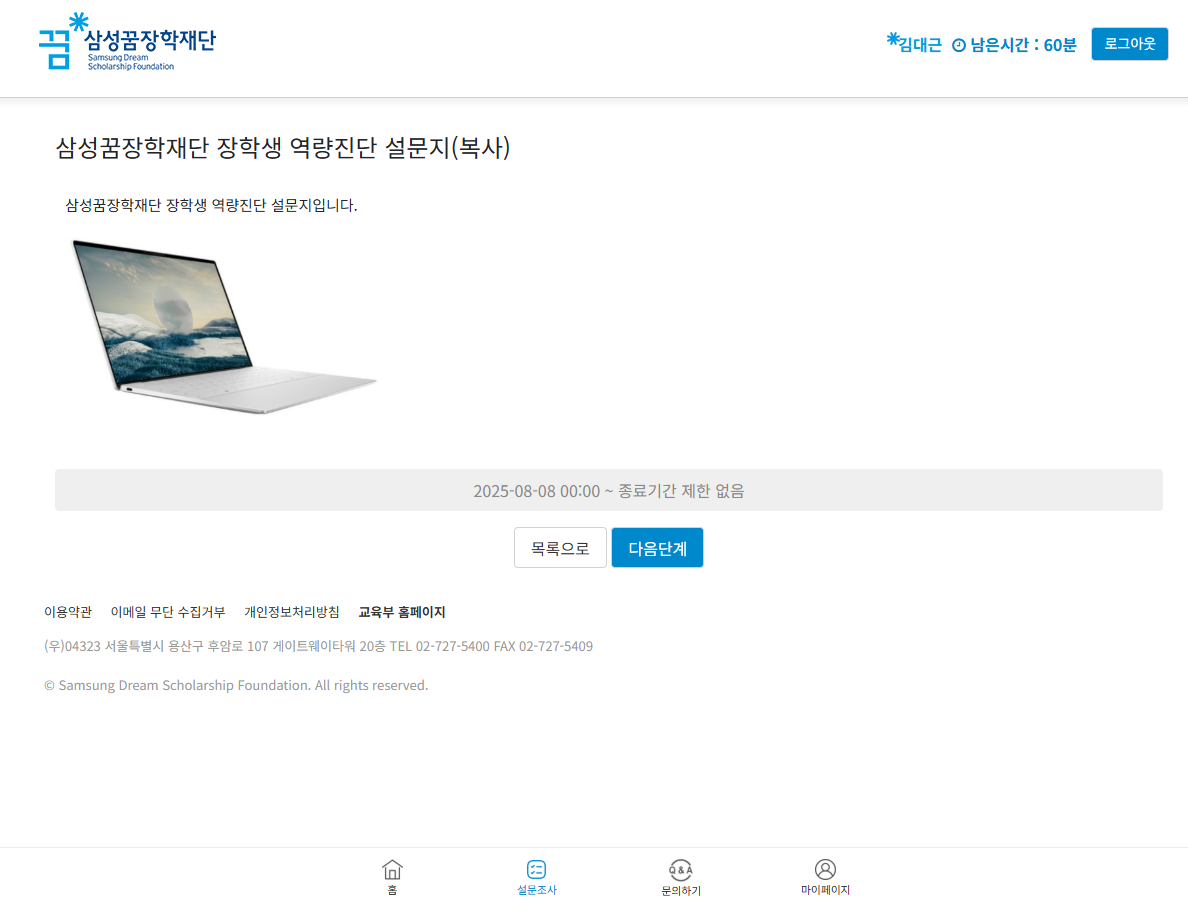 꿈 삼성꿈장학재단
Samsung Dream
Scholarship Foundation
김대근 남은시간 : 60분 로그아웃
삼성꿈장학재단 장학생 역량진단 설문지(복사)
삼성꿈장학재단 장학생 역량진단 설문지입니다.
2025-08-08 00:00 ~ 종료기간 제한 없음
목록으로 다음단계
이용약관 이메일 무단 수집거부 개인정보처리방침 교육부 홈페이지
(우)04323 서울특별시 용산구 후암로 107 게이트웨이타워 20층 TEL 02-727-5400 FAX 02-727-5409
© Samsung Dream Scholarship Foundation. All rights reserved.
Q & A
홈 설문조사 문의하기 마이페이지